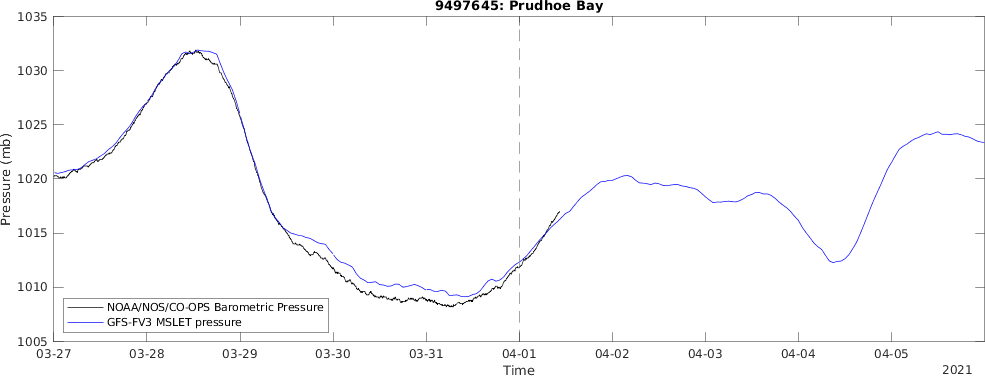 9497645: Prudhoe Bay
Pressure (mb)
1035
1030
1025
1020
1015
1010
1005
NOAA/NOS/CO-OPS Barometric Pressure
GFS-FV3 MSLET pressure
03-27 03-28 03-29 03-30 03-31 04-01 04-02 04-03 04-04 04-05
Time
2021